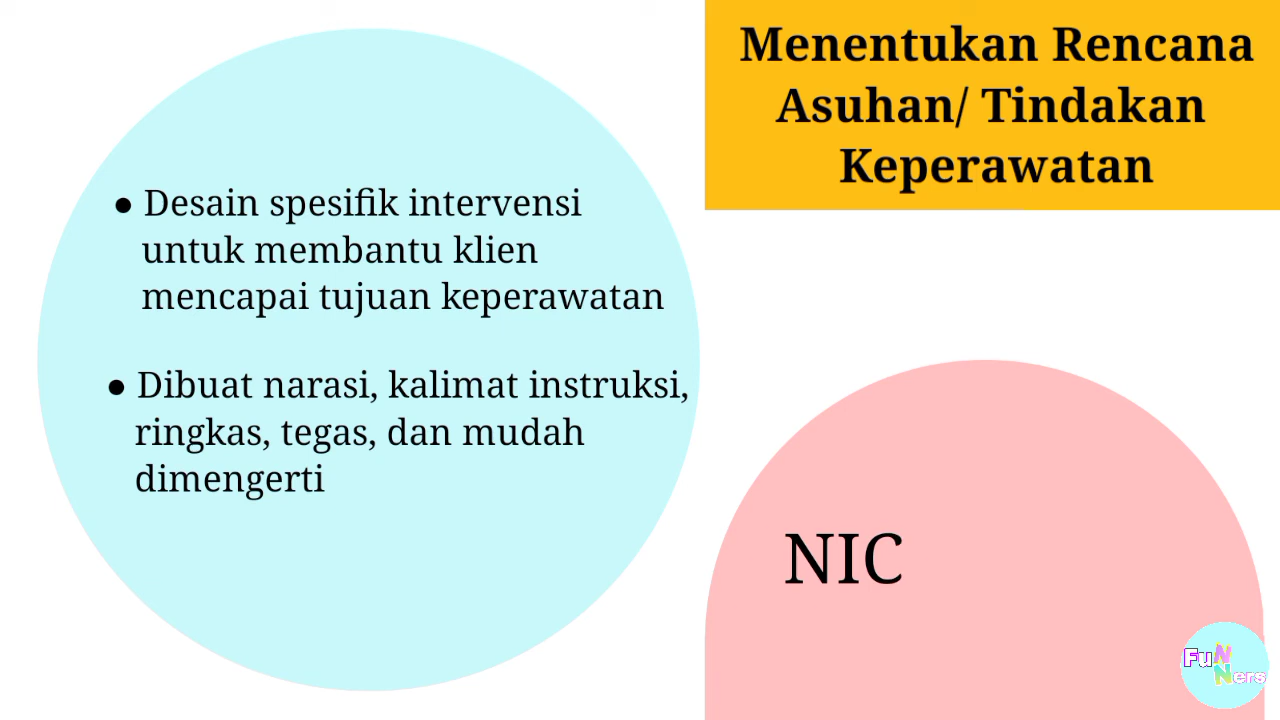 Menentukan Rencana
Asuhan/ Tindakan
Keperawatan
● Desain spesifik intervensi
untuk membantu klien
mencapai tujuan keperawatan
● Dibuat narasi, kalimat instruksi,
ringkas, tegas, dan mudah
dimengerti
NIC
FuN
Ners